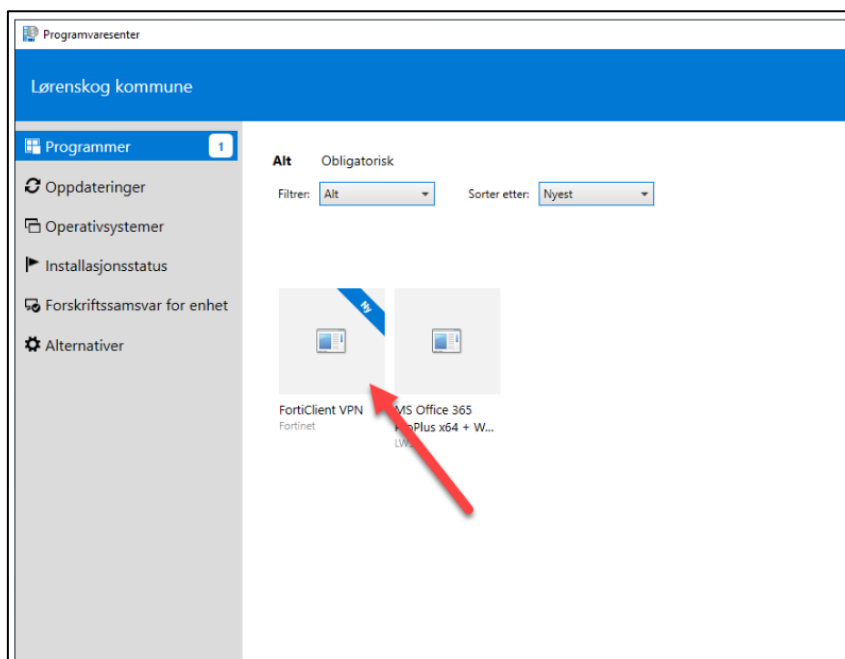 Programvaresenter
Lørenskog kommune
Programmer 1
Oppdateringer
Operativsystemer
Installasjonsstatus
Forskriftssamsvar for enhet
Alternativer
Alt Obligatorisk
Filtrer: Alt Sorter etter: Nyest
Ny
FortiClient VPN
Fortinet
MS Office 365
x64 + W...